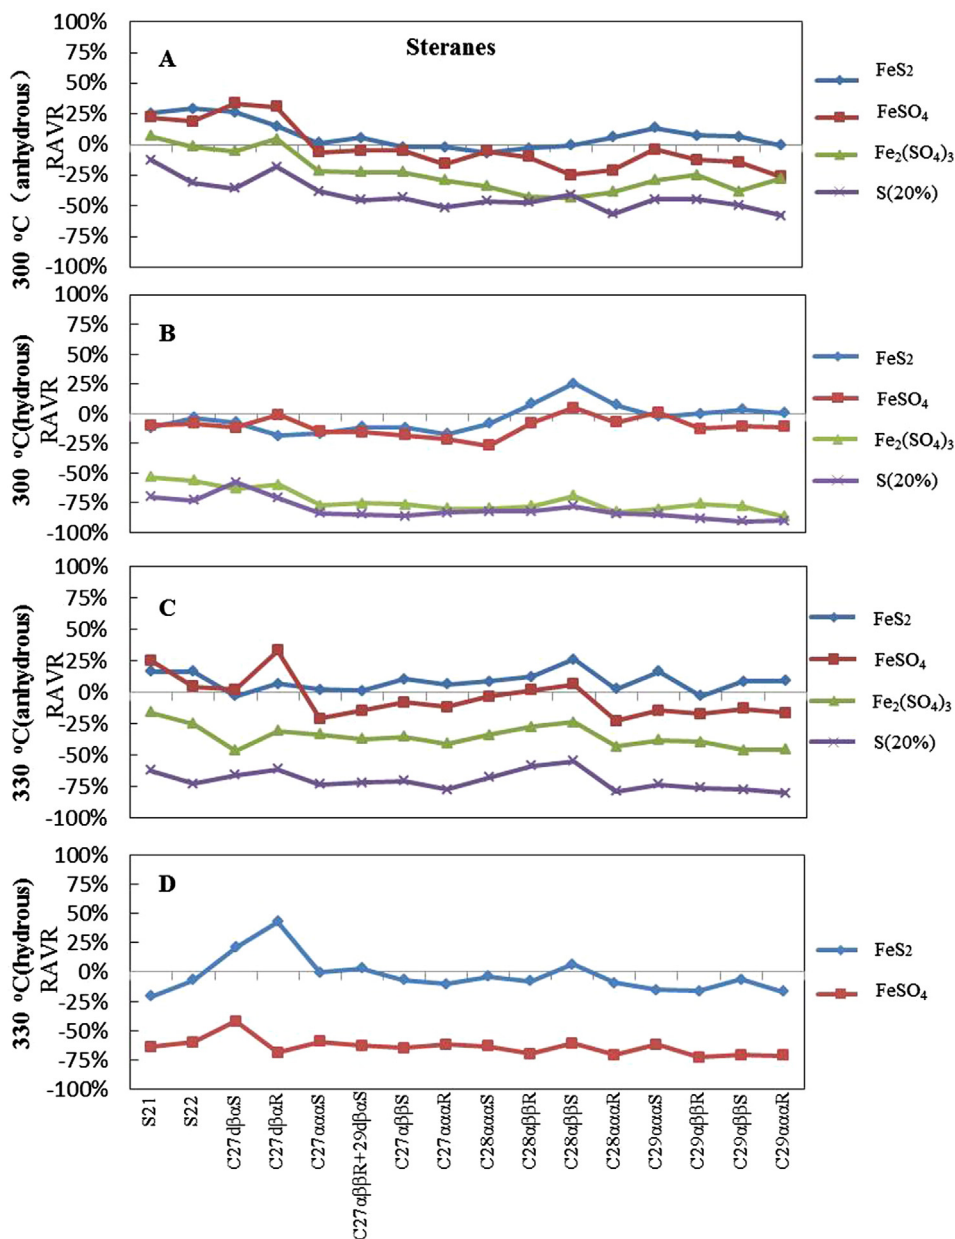 Steranes
A
300 ºC (anhydrous)
RAVR
100%
75%
50%
25%
0%
-25%
-50%
-75%
-100%
FeS2
FeSO4
Fe2(SO4)3
S(20%)
B
300 ºC(hydrous)
RAVR
100%
75%
50%
25%
0%
-25%
-50%
-75%
-100%
FeS2
FeSO4
Fe2(SO4)3
S(20%)
C
330 ºC(anhydrous)
RAVR
100%
75%
50%
25%
0%
-25%
-50%
-75%
-100%
FeS2
FeSO4
Fe2(SO4)3
S(20%)
D
330 ºC(hydrous)
RAVR
100%
75%
50%
25%
0%
-25%
-50%
-75%
-100%
FeS2
FeSO4
S21
S22
C27dβαS
C27dβαR
C27αααS
C27αββR+29dβαS
C27αββS
C27αααR
C28αααS
C28αββR
C28αββS
C28αααR
C29αααS
C29αββR
C29αββS
C29αααR